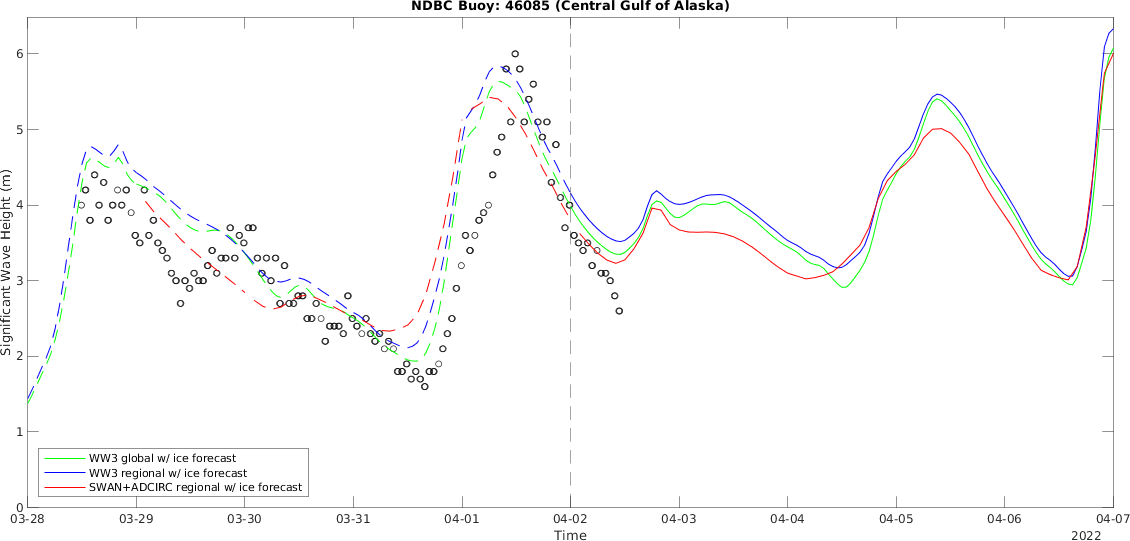 NDBC Buoy: 46085 (Central Gulf of Alaska)
6
5
4
3
2
1
0
Significant Wave Height (m)
WW3 global w/ ice forecast
WW3 regional w/ ice forecast
SWAN+ADCIRC regional w/ ice forecast
03-28 03-29 03-30 03-31 04-01 04-02 04-03 04-04 04-05 04-06 04-07
Time
2022